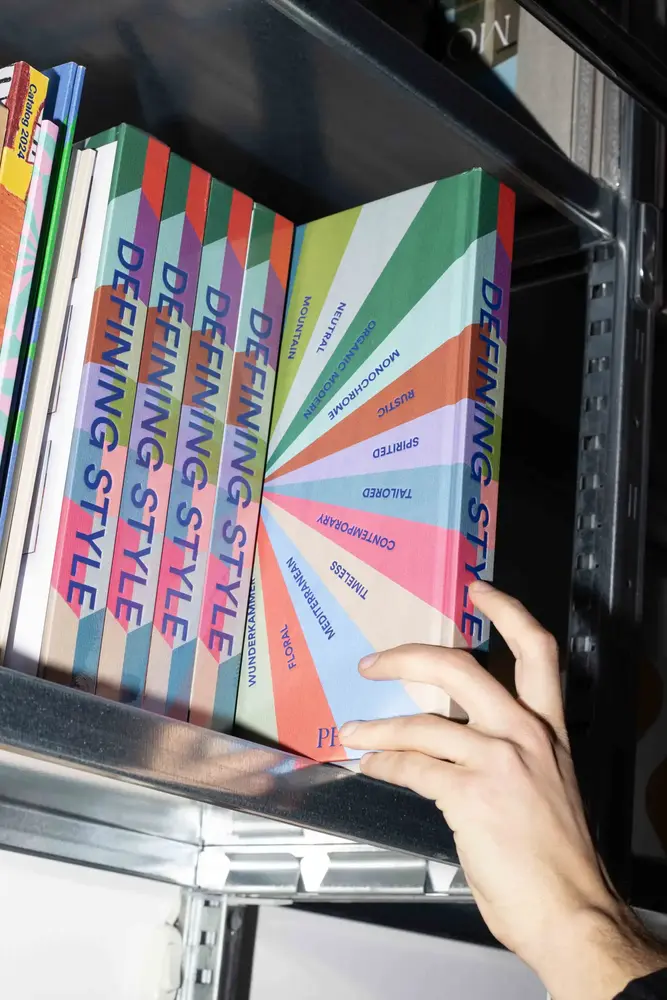 Catalog 2024
DEFINING STYLE
DEFINING STYLE
DEFINING STYLE
DEFINING STYLE
MOUNTAIN
NEUTRAL
ORGANIC MODERN
MONOCHROME
RUSTIC
SPIRITED
TAILORED
CONTEMPORARY
TIMELESS
MEDITERRANEAN
FLORAL
WUNDERKAMMER
DEFINING STYLE